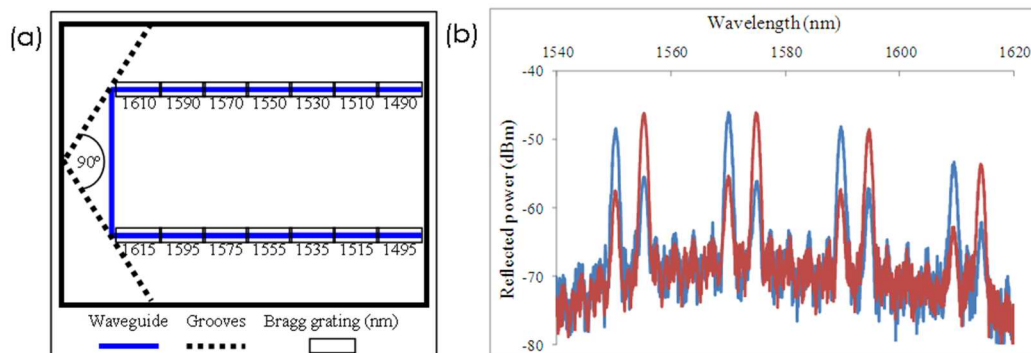 (a)
1610 1590 1570 1550 1530 1510 1490
90°
1615 1595 1575 1555 1535 1515 1495
Waveguide Grooves Bragg grating (nm)
(b)
Wavelength (nm)
1540 1560 1580 1600 1620
-40
-50
-60
-70
-80
Reflected power (dBm)